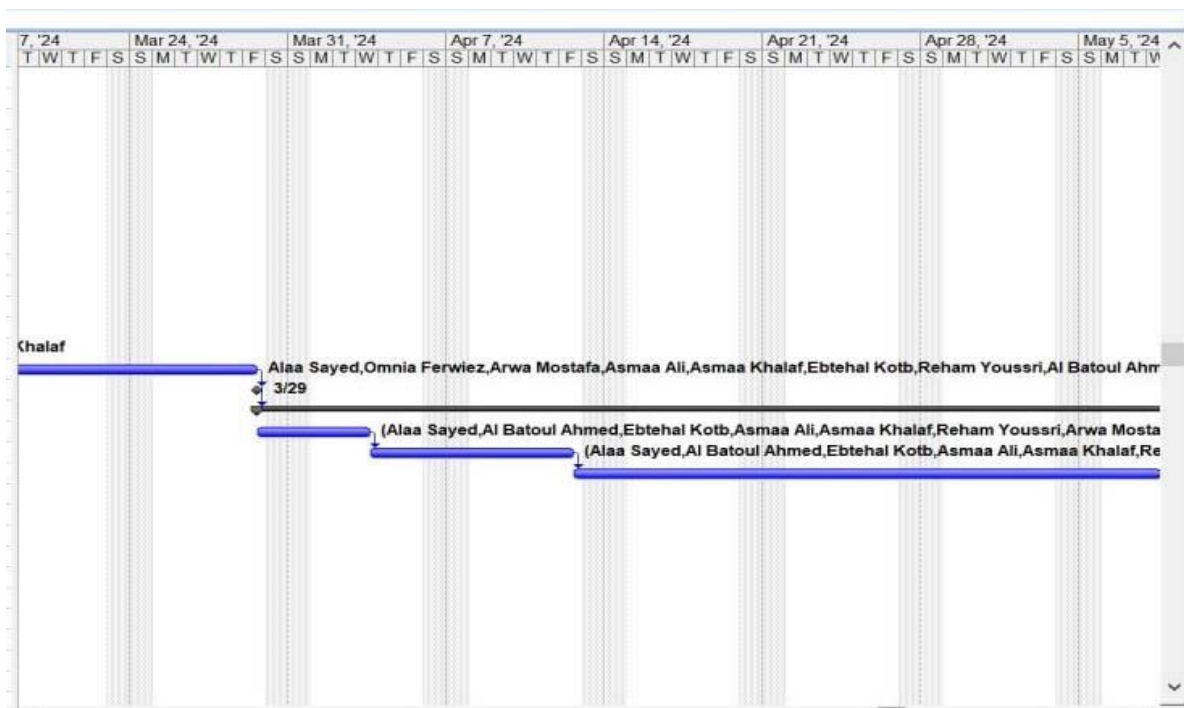 7, '24 Mar 24, '24 Mar 31, '24 Apr 7, '24 Apr 14, '24 Apr 21, '24 Apr 28, '24 May 5, '24
T W T F S S M T W T F S S M T W T F S S M T W T F S S M T W T F S S M T W T F S S M T W T F S S M T W
Khalaf
Alaa Sayed,Omnia Ferwiez,Arwa Mostafa,Asmaa Ali,Asmaa Khalaf,Ebtehal Kotb,Reham Youssri,Al Batoul Ahm
3/29
(Alaa Sayed,Al Batoul Ahmed,Ebtehal Kotb,Asmaa Ali,Asmaa Khalaf,Reham Youssri,Arwa Mosta
(Alaa Sayed,Al Batoul Ahmed,Ebtehal Kotb,Asmaa Ali,Asmaa Khalaf,Re